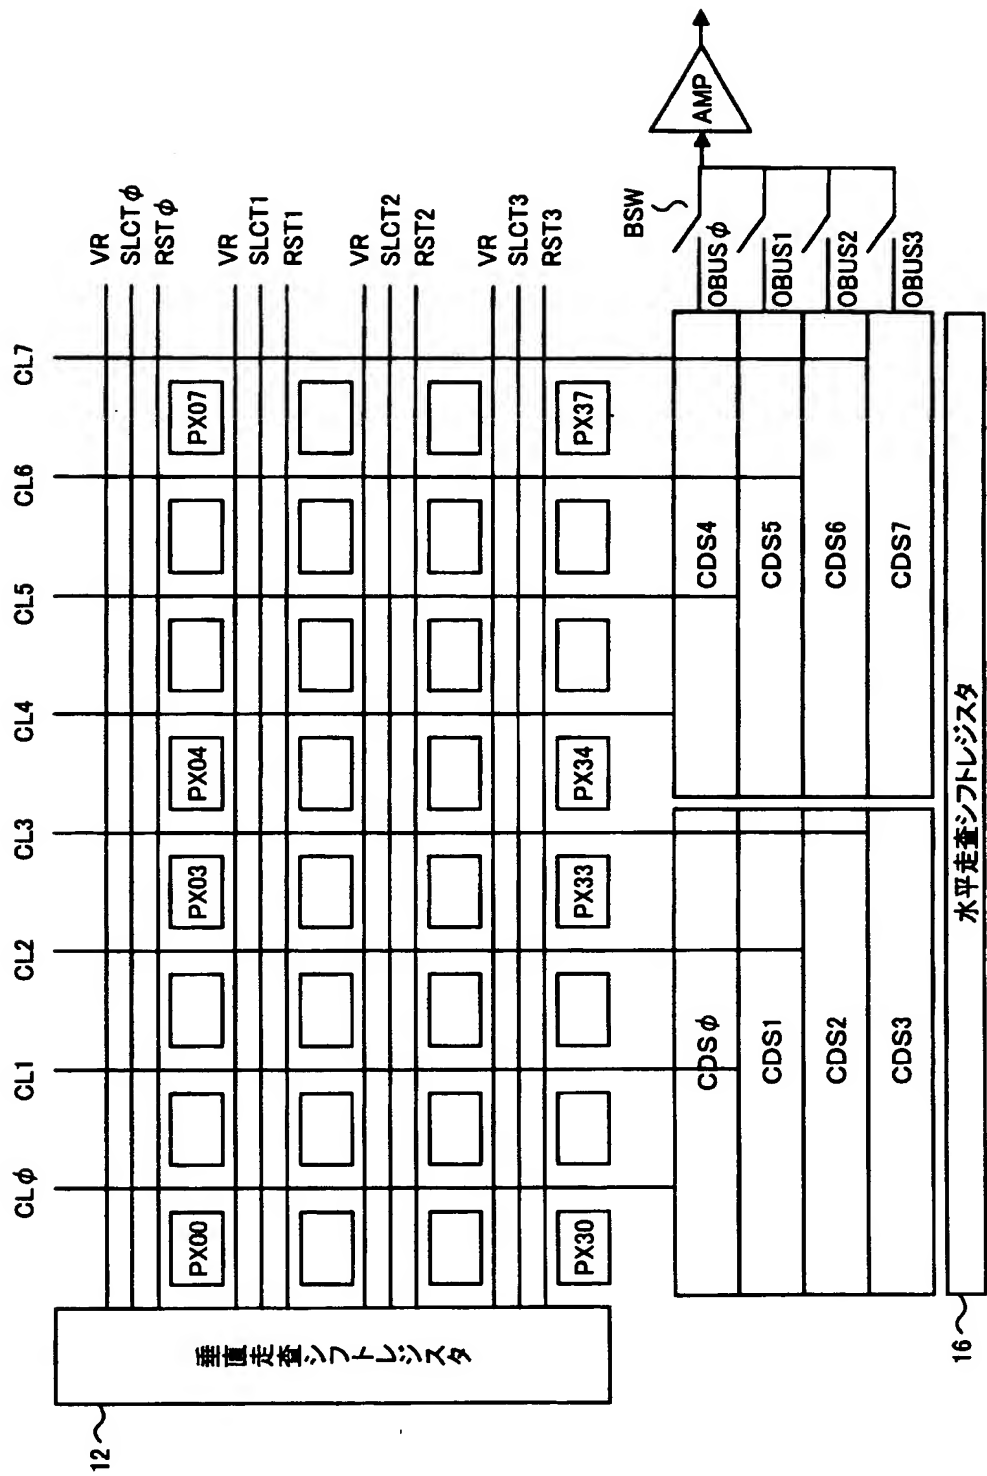 CLφ
CL1
CL2
CL3
CL4
CL5
CL6
CL7
VR
SLCTφ
RSTφ
PX00
PX03
PX04
PX07
VR
SLCT1
RST1
VR
SLCT2
RST2
VR
SLCT3
RST3
PX30
PX33
PX34
PX37
垂直走査シフトレジスタ
12
BSW
AMP
CDSφ
CDS4
OBUSφ
CDS1
CDS5
OBUS1
CDS2
CDS6
OBUS2
CDS3
CDS7
OBUS3
水平走査シフトレジスタ
16